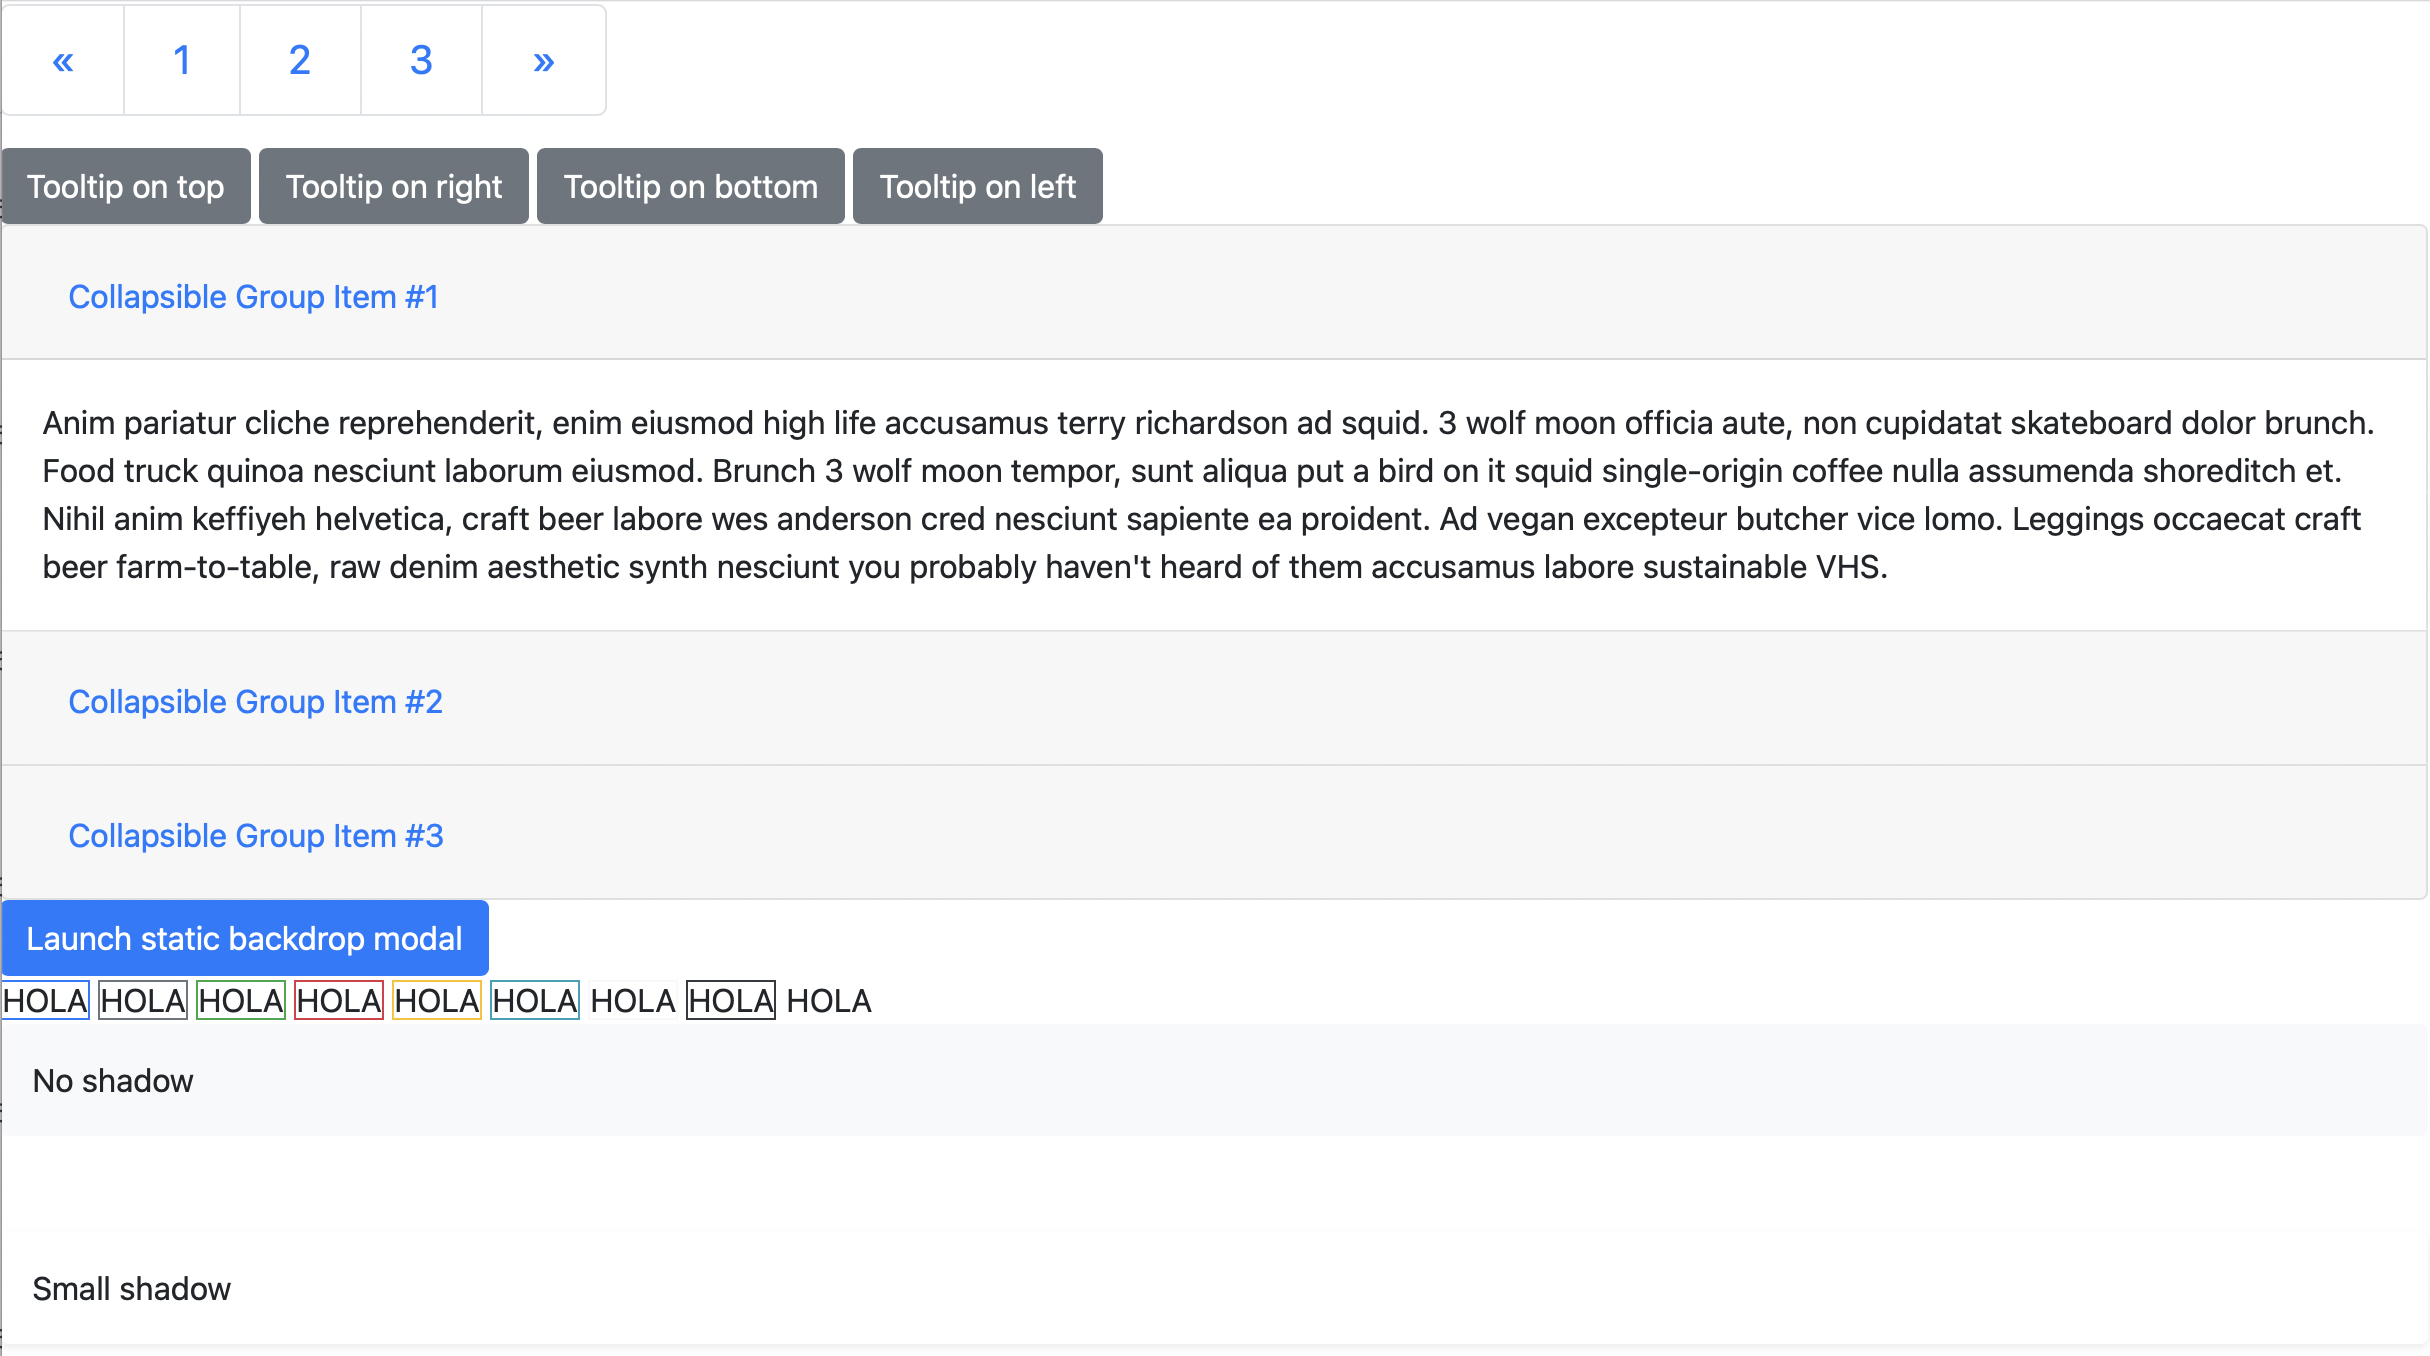 « 1 2 3 »
Tooltip on top Tooltip on right Tooltip on bottom Tooltip on left
Collapsible Group Item #1
Anim pariatur cliche reprehenderit, enim eiusmod high life accusamus terry richardson ad squid. 3 wolf moon officia aute, non cupidatat skateboard dolor brunch.
Food truck quinoa nesciunt laborum eiusmod. Brunch 3 wolf moon tempor, sunt aliqua put a bird on it squid single-origin coffee nulla assumenda shoreditch et.
Nihil anim keffiyeh helvetica, craft beer labore wes anderson cred nesciunt sapiente ea proident. Ad vegan excepteur butcher vice lomo. Leggings occaecat craft
beer farm-to-table, raw denim aesthetic synth nesciunt you probably haven't heard of them accusamus labore sustainable VHS.
Collapsible Group Item #2
Collapsible Group Item #3
Launch static backdrop modal
HOLA HOLA HOLA HOLA HOLA HOLA HOLA HOLA HOLA
No shadow
Small shadow